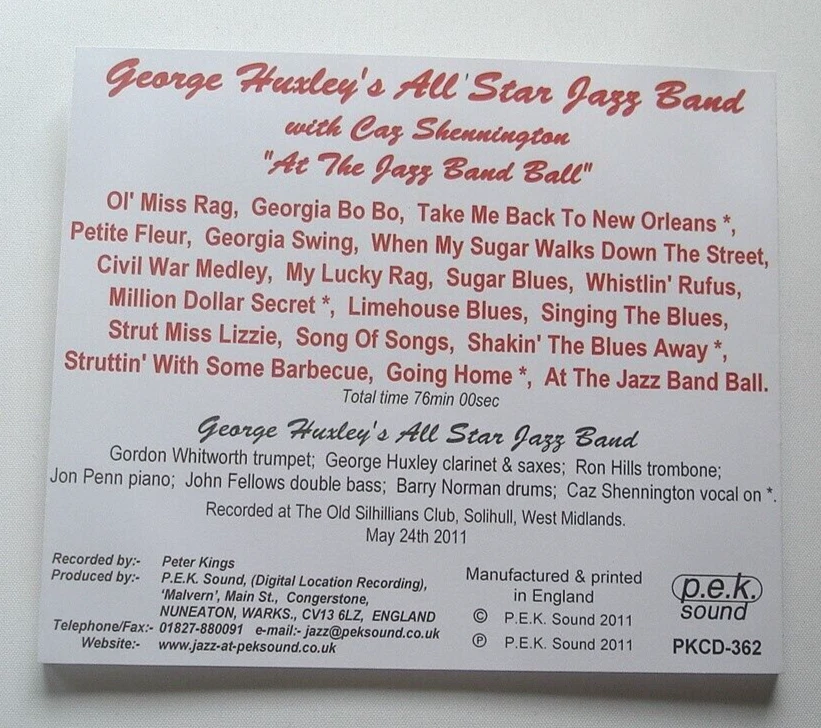 George Huxley's All Star Jazz Band
with Caz Shennington
"At The Jazz Band Ball"
Ol' Miss Rag, Georgia Bo Bo, Take Me Back To New Orleans *,
Petite Fleur, Georgia Swing, When My Sugar Walks Down The Street,
Civil War Medley, My Lucky Rag, Sugar Blues, Whistlin' Rufus,
Million Dollar Secret *, Limehouse Blues, Singing The Blues,
Strut Miss Lizzie, Song Of Songs, Shakin' The Blues Away *,
Struttin' With Some Barbecue, Going Home *, At The Jazz Band Ball.
Total time 76min 00sec
George Huxley's All Star Jazz Band
Gordon Whitworth trumpet; George Huxley clarinet & saxes; Ron Hills trombone;
Jon Penn piano; John Fellows double bass; Barry Norman drums; Caz Shennington vocal on *.
Recorded at The Old Silhillians Club, Solihull, West Midlands.
May 24th 2011
Recorded by:- Peter Kings
Produced by:- P.E.K. Sound, (Digital Location Recording),
'Malvern', Main St., Congerstone,
NUNEATON, WARKS., CV13 6LZ, ENGLAND
Telephone/Fax:- 01827-880091 e-mail:- jazz@peksound.co.uk
Website:- www.jazz-at-peksound.co.uk
Manufactured & printed
in England
© P.E.K. Sound 2011
℗ P.E.K. Sound 2011
p.e.k.
sound
PKCD-362